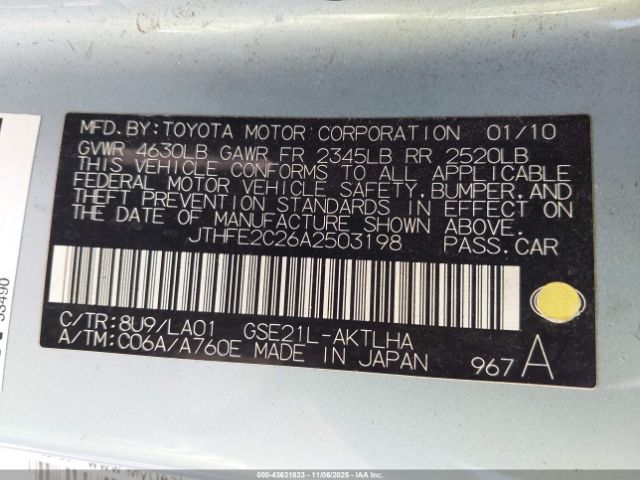 MFD.BY:TOYOTA MOTOR CORPORATION 01/10
GVWR 4630LB GAWR FR 2345LB RR 2520LB
THIS VEHICLE CONFORMS TO ALL APPLICABLE
FEDERAL MOTOR VEHICLE SAFETY, BUMPER, AND
THEFT PREVENTION STANDARDS IN EFFECT ON
THE DATE OF MANUFACTURE SHOWN ABOVE.
JTHFE2C26A2503198 PASS.CAR
C/TR:8U9/LA01 GSE21L-AKTLHA
A/TM:C06A/A760E MADE IN JAPAN 967 A
33490
000-43631833 - 11/06/2025 - IAA Inc.